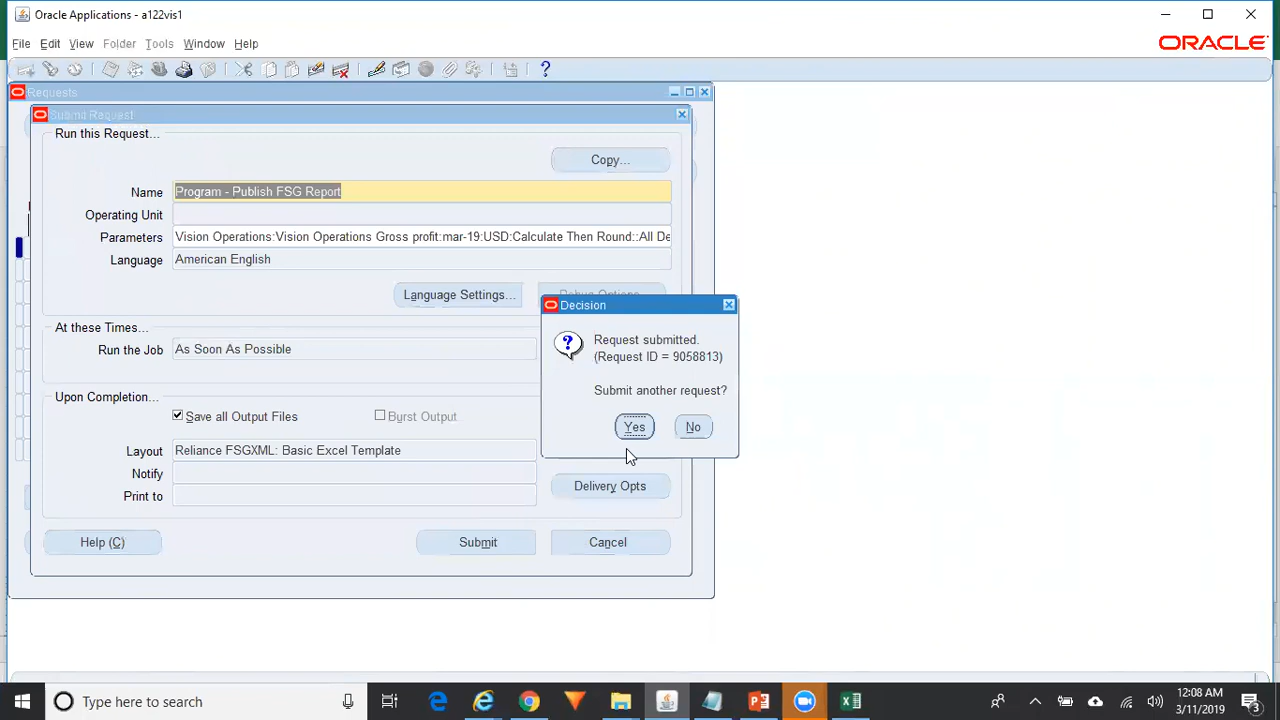 Oracle Applications - a122vis1
File Edit View Folder Tools Window Help
ORACLE
Requests
Submit Request
Run this Request...
Copy...
Name Program - Publish FSG Report
Operating Unit
Parameters Vision Operations:Vision Operations Gross profit:mar-19:USD:Calculate Then Round::All De
Language American English
Language Settings... Debug Options...
At these Times...
Run the Job As Soon As Possible
Upon Completion...
Save all Output Files Burst Output
Layout Reliance FSGXML: Basic Excel Template
Notify
Print to
Delivery Opts
Help (C) Submit Cancel
Decision
Request submitted.
(Request ID = 9058813)
Submit another request?
Yes No
Type here to search
12:08 AM
3/11/2019
3